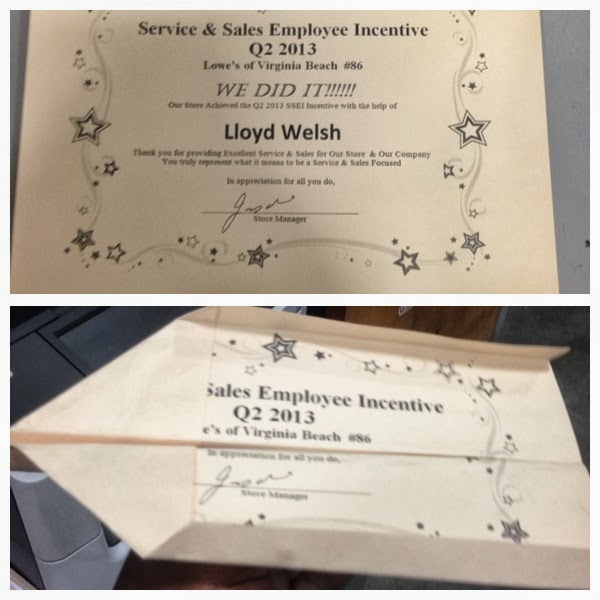 Service & Sales Employee Incentive
Q2 2013
Lowe's of Virginia Beach #86
WE DID IT!!!!!!
Our Store Achieved the Q2 2013 SSEI Incentive with the help of
Lloyd Welsh
Thank you for providing Excellent Service & Sales for Our Store & Our Company
You truly represent what it means to be a Service & Sales Focused
In appreciation for all you do,
Store Manager
Sales Employee Incentive
Q2 2013
e's of Virginia Beach #86
In appreciation for all you do,
Store Manager